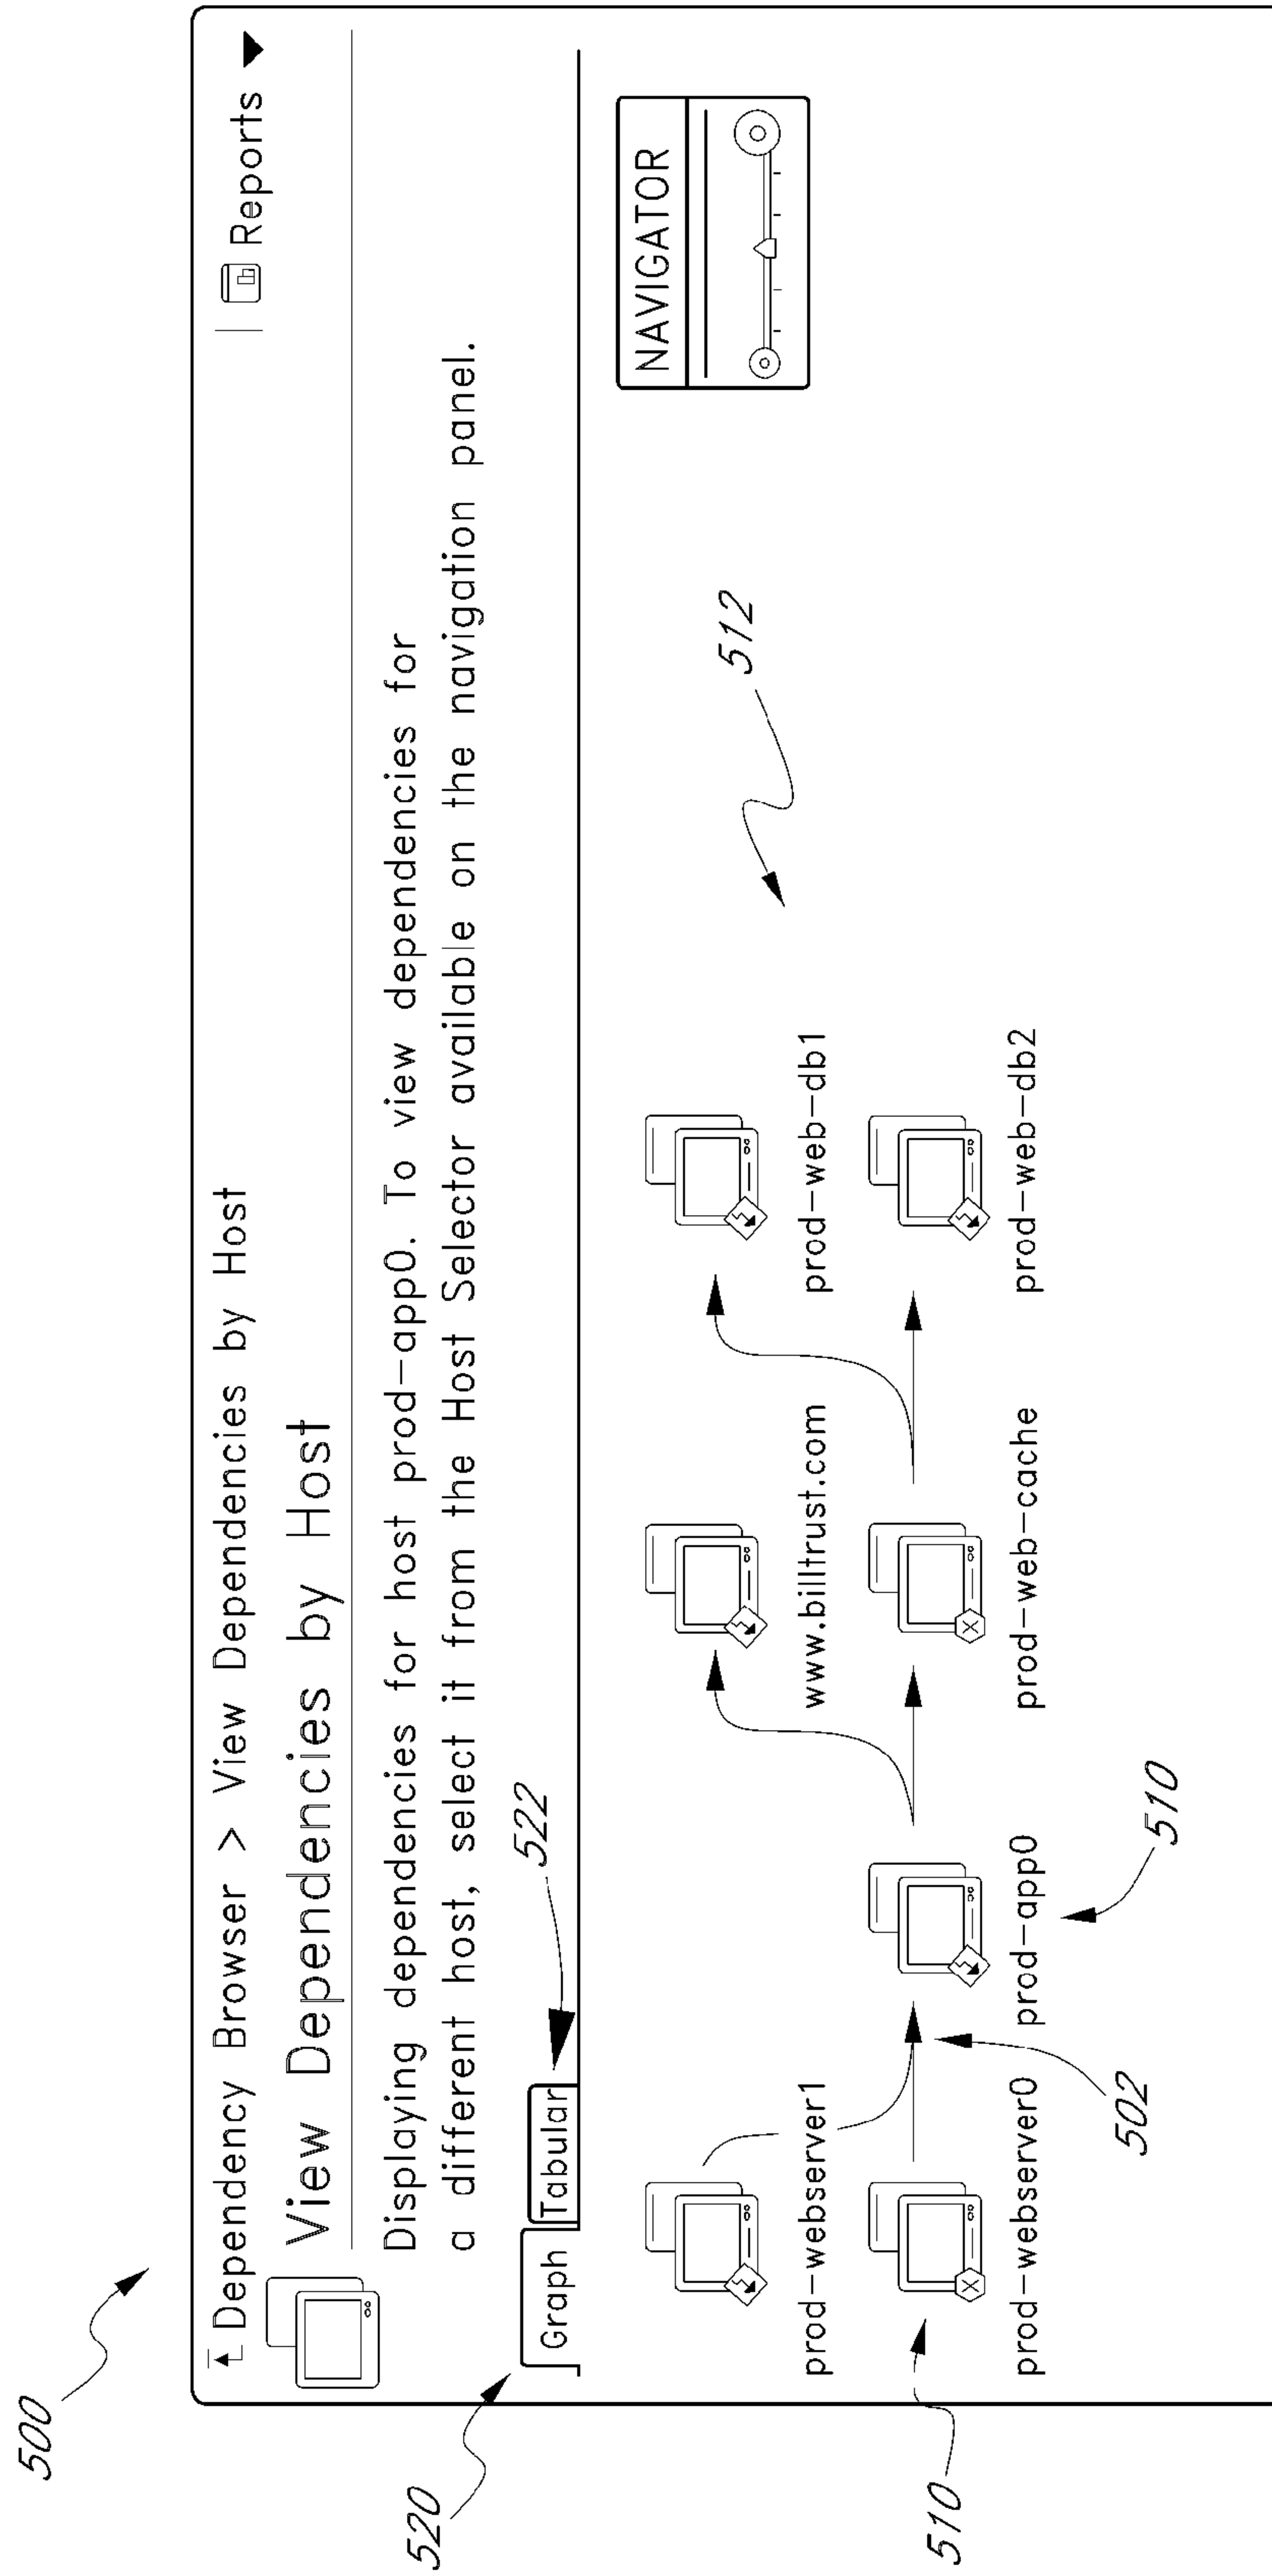 500
Dependency Browser > View Dependencies by Host
Reports
View Dependencies by Host
Displaying dependencies for host prod-app0. To view dependencies for
a different host, select it from the Host Selector available on the navigation panel.
520
522
Graph
Tabular
NAVIGATOR
512
prod-webserver1
www.billtrust.com
prod-web-db1
prod-webserver0
prod-app0
prod-web-cache
prod-web-db2
510
502
510